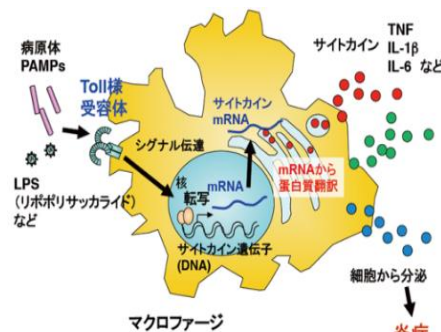 病原体
PAMPs
Toll様
受容体
LPS
(リポポリサッカライド)
など
シグナル伝達
サイトカイン
mRNA
核
転写
mRNA
サイトカイン遺伝子
(DNA)
mRNAから
蛋白質翻訳
サイトカイン
TNF
IL-1β
IL-6 など
細胞から分泌
マクロファージ
炎症